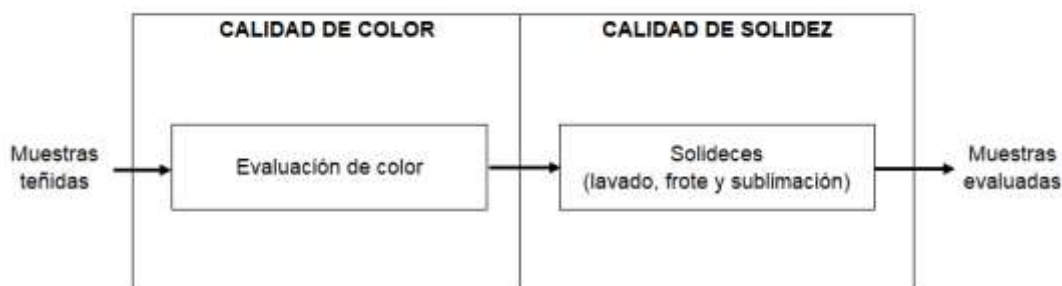 CALIDAD DE COLOR
CALIDAD DE SOLIDEZ
Muestras
teñidas
Evaluación de color
Solideces
(lavado, frote y sublimación)
Muestras
evaluadas